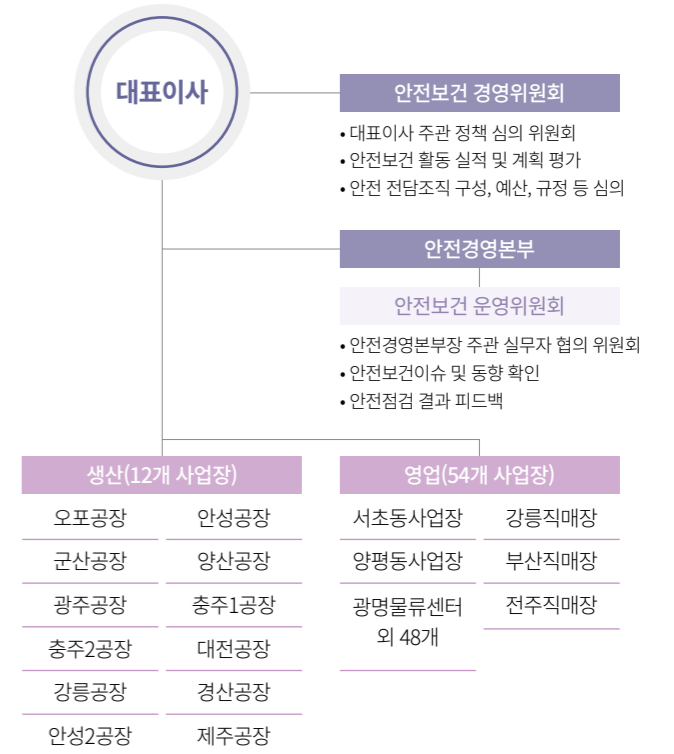 대표이사
안전보건 경영위원회
• 대표이사 주관 정책 심의 위원회
• 안전보건 활동 실적 및 계획 평가
• 안전 전담조직 구성, 예산, 규정 등 심의
안전경영본부
안전보건 운영위원회
• 안전경영본부장 주관 실무자 협의 위원회
• 안전보건이슈 및 동향 확인
• 안전점검 결과 피드백
생산(12개 사업장)
오포공장 안성공장
군산공장 양산공장
광주공장 충주1공장
충주2공장 대전공장
강릉공장 경산공장
안성2공장 제주공장
영업(54개 사업장)
서초동사업장 강릉직매장
양평동사업장 부산직매장
광명물류센터 전주직매장
외 48개